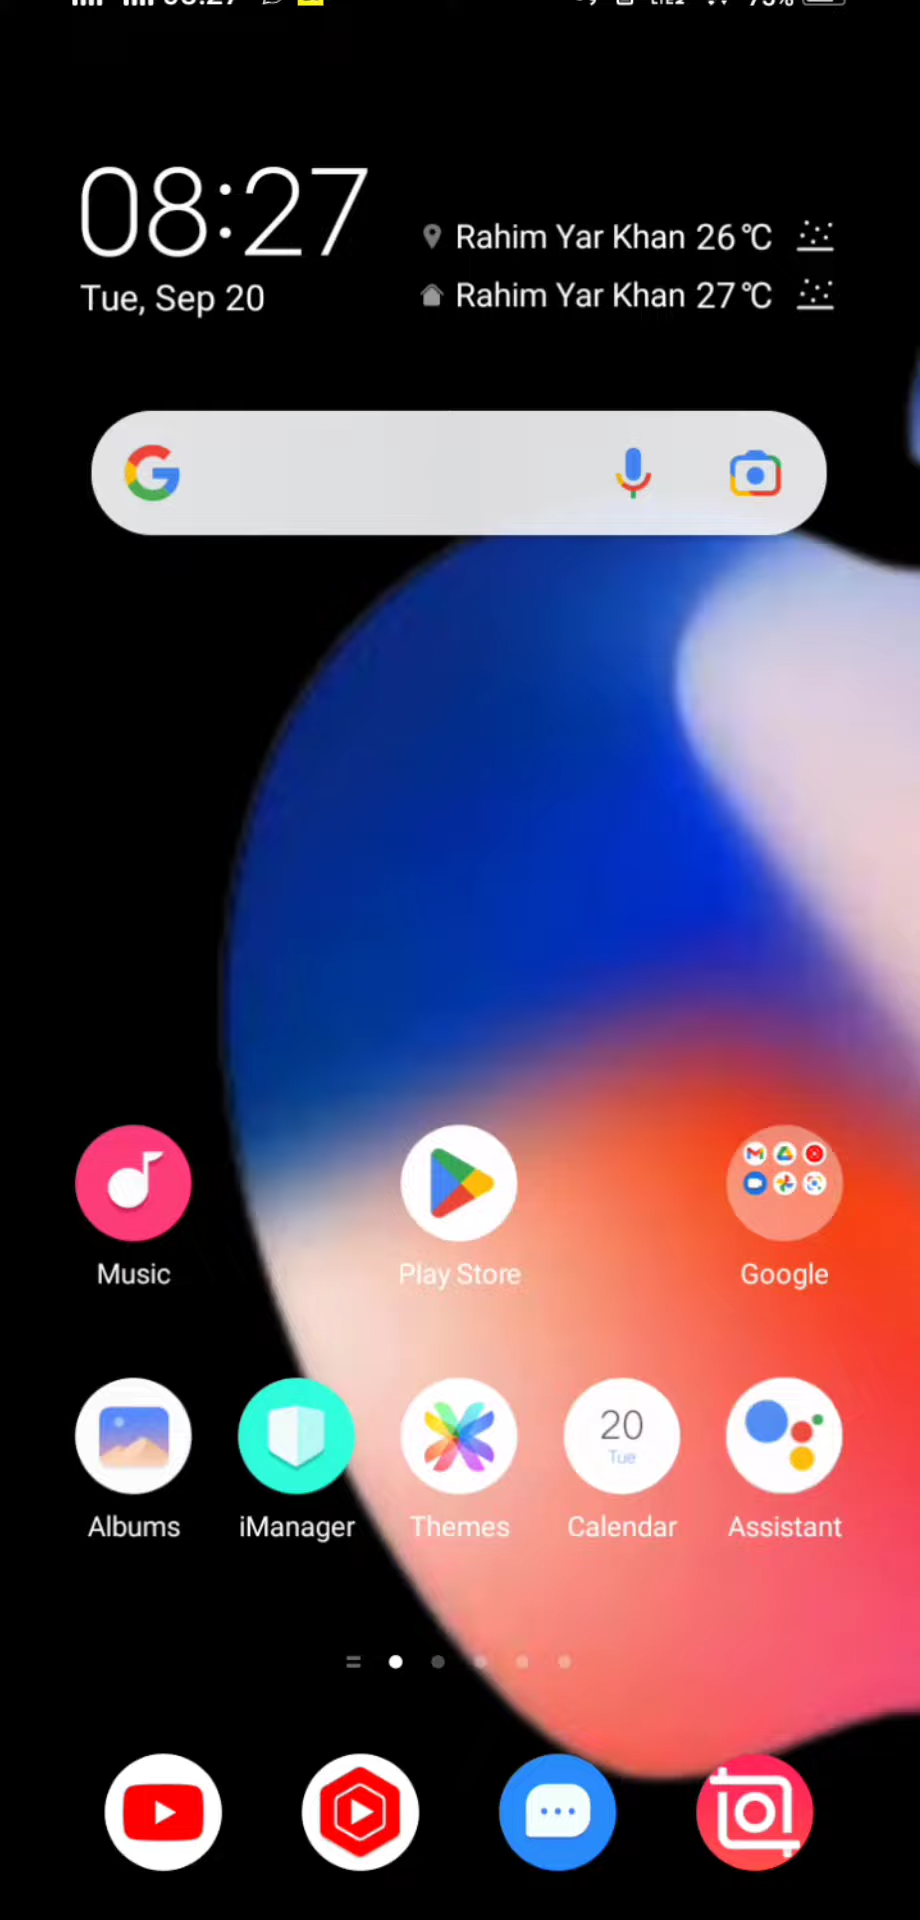 08:27
Tue, Sep 20
Rahim Yar Khan 26℃
Rahim Yar Khan 27℃
Music
Play Store
Google
Albums
iManager
Themes
20
Tue
Calendar
Assistant